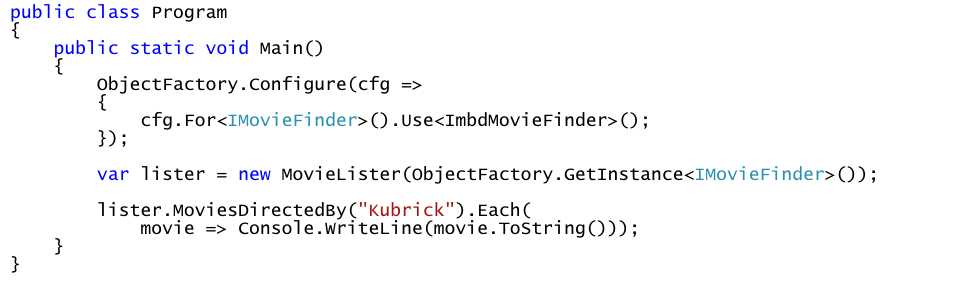 public class Program
{
    public static void Main()
    {
        ObjectFactory.Configure(cfg =>
        {
            cfg.For<IMovieFinder>().Use<ImbdMovieFinder>();
        });
        var lister = new MovieLister(ObjectFactory.GetInstance<IMovieFinder>());
        lister.MoviesDirectedBy("Kubrick").Each(
            movie => Console.WriteLine(movie.ToString()));
    }
}